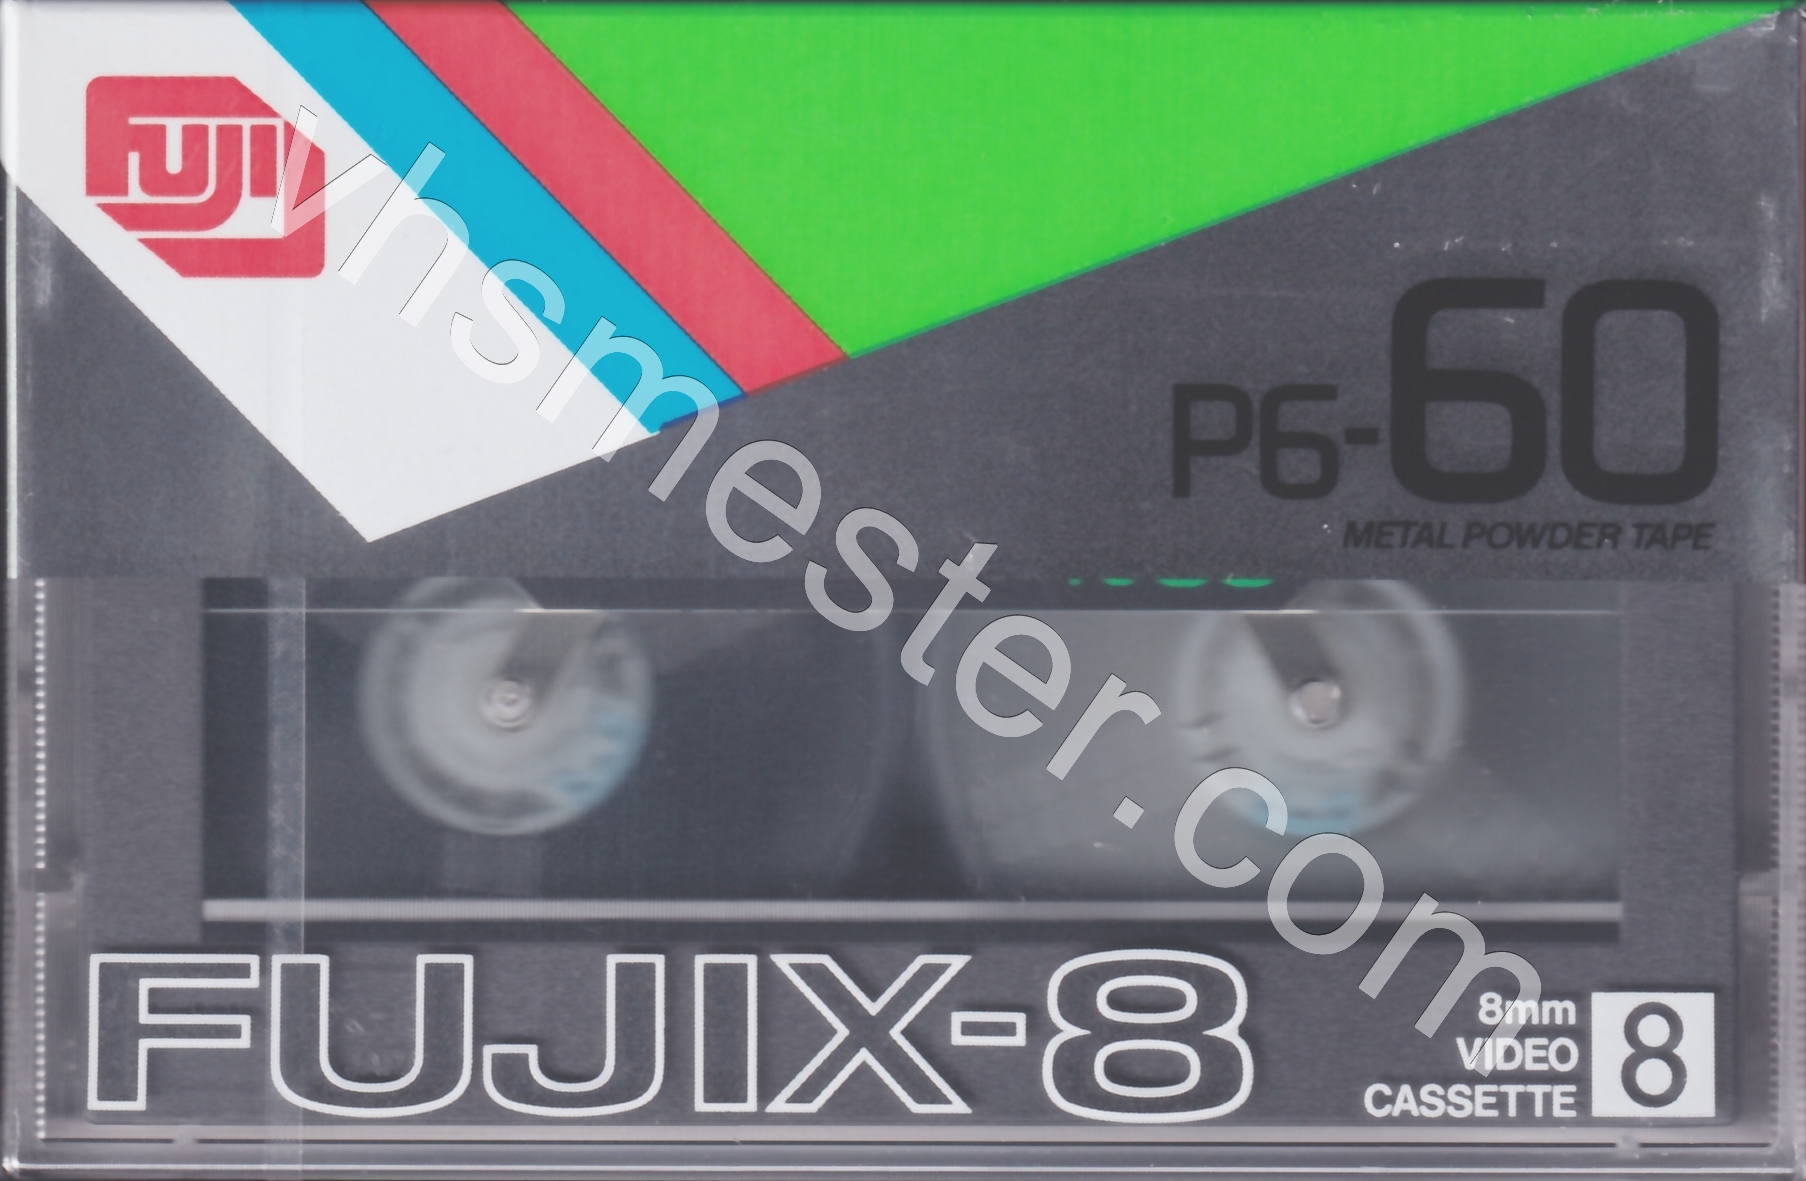 FUJI
P6-60
METAL POWDER TAPE
vhsmester.com
FUJIX-8
8mm
VIDEO
CASSETTE
8